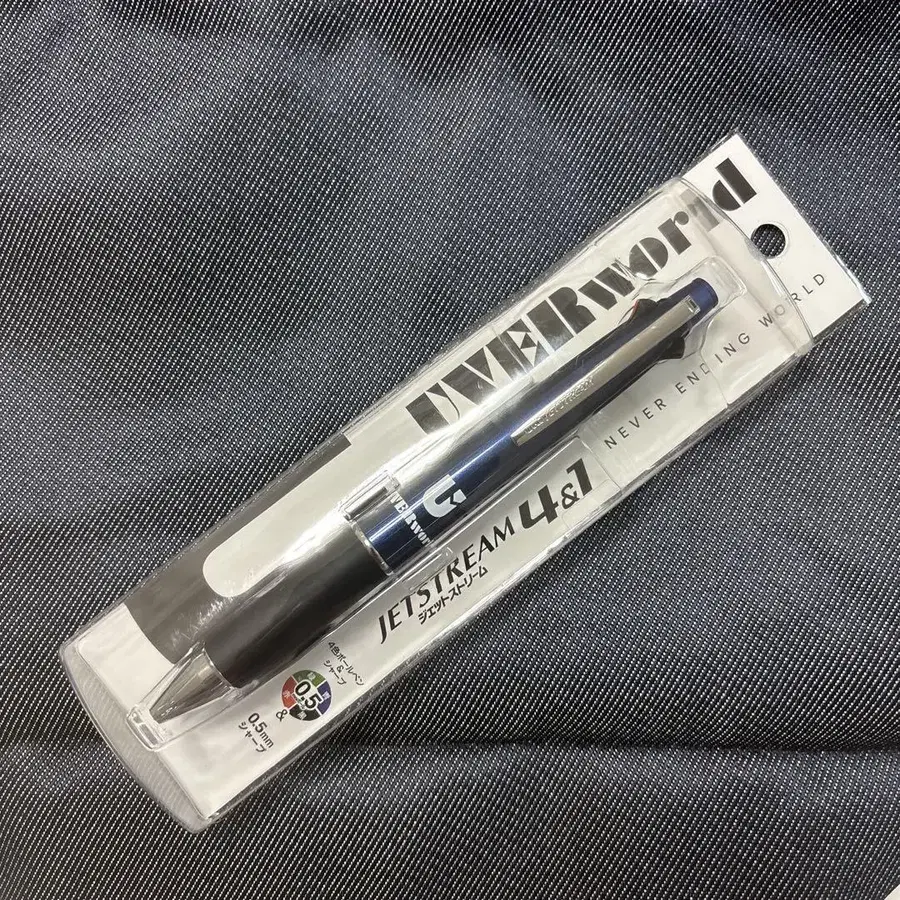 UVERworld
NEVER ENDING WORLD
UVERwor
JETSTREAM 4&1
ジェットストリーム
4色ボールペン
&
シャープ
0.5
&
0.5mm
シャープ